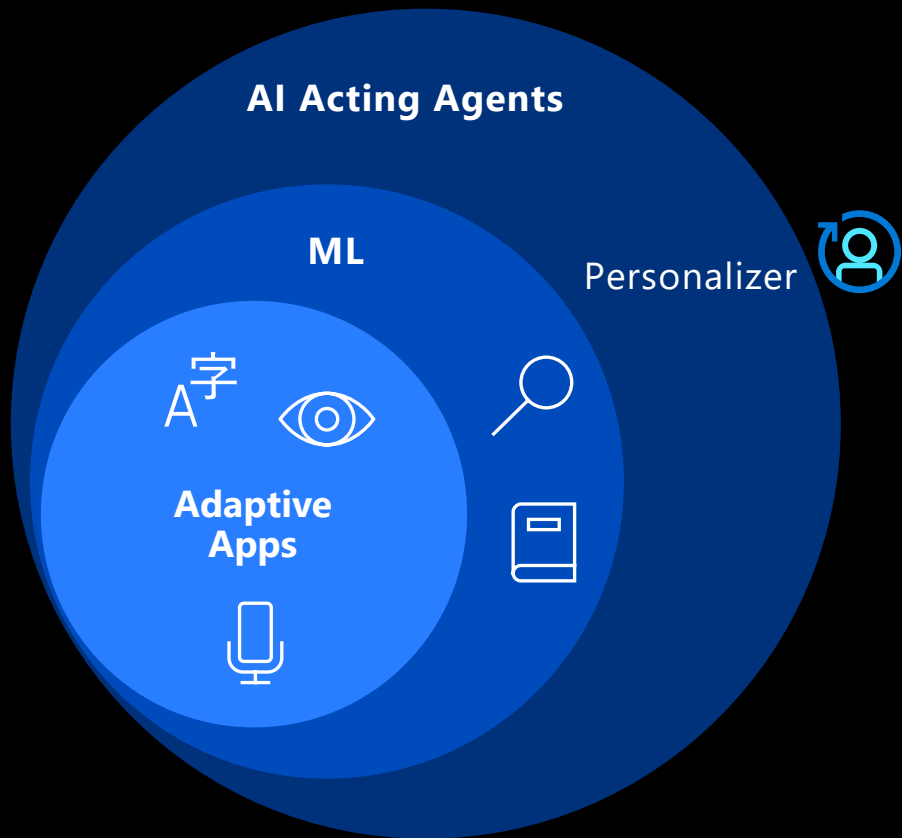 AI Acting Agents
ML
Personalizer
A字
Adaptive
Apps